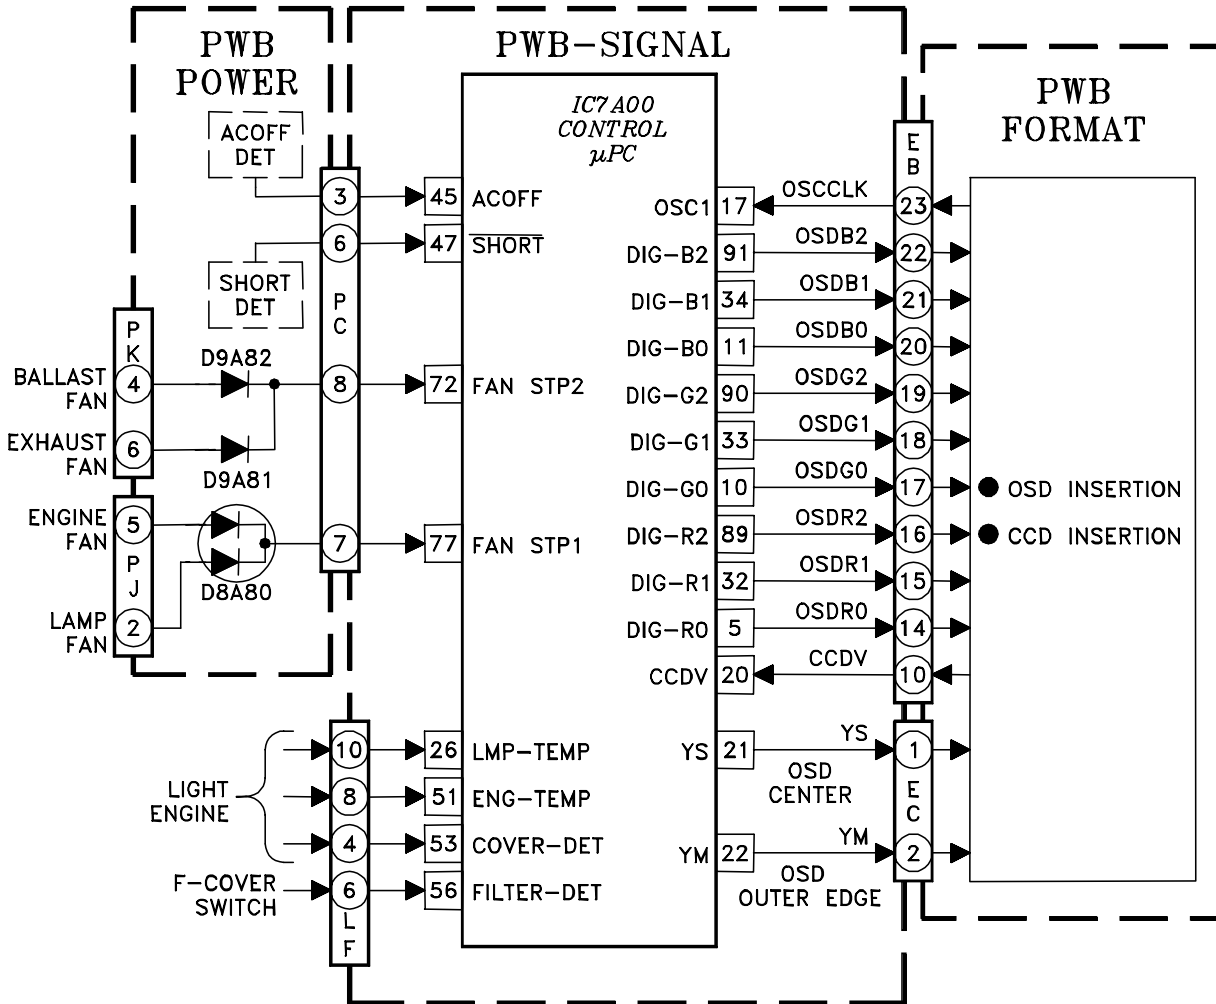 PWB
POWER
PWB-SIGNAL
PWB
FORMAT
IC7A00
CONTROL
µPC
ACOFF
DET
SHORT
DET
P
C
3
6
8
7
P
K
4
6
BALLAST
FAN
EXHAUST
FAN
D9A82
D9A81
ENGINE
FAN
LAMP
FAN
5
P
J
2
D8A80
45 ACOFF
47 SHORT
72 FAN STP2
77 FAN STP1
LIGHT
ENGINE
F-COVER
SWITCH
10
8
4
6
L
F
26 LMP-TEMP
51 ENG-TEMP
53 COVER-DET
56 FILTER-DET
E
B
OSC1 17 OSCCLK 23
DIG-B2 91 OSDB2 22
DIG-B1 34 OSDB1 21
DIG-B0 11 OSDB0 20
DIG-G2 90 OSDG2 19
DIG-G1 33 OSDG1 18
DIG-G0 10 OSDG0 17
DIG-R2 89 OSDR2 16
DIG-R1 32 OSDR1 15
DIG-R0 5 OSDR0 14
CCDV 20 CCDV 10
YS 21 YS 1
OSD
CENTER
E
C
YM 22 YM 2
OSD
OUTER EDGE
● OSD INSERTION
● CCD INSERTION